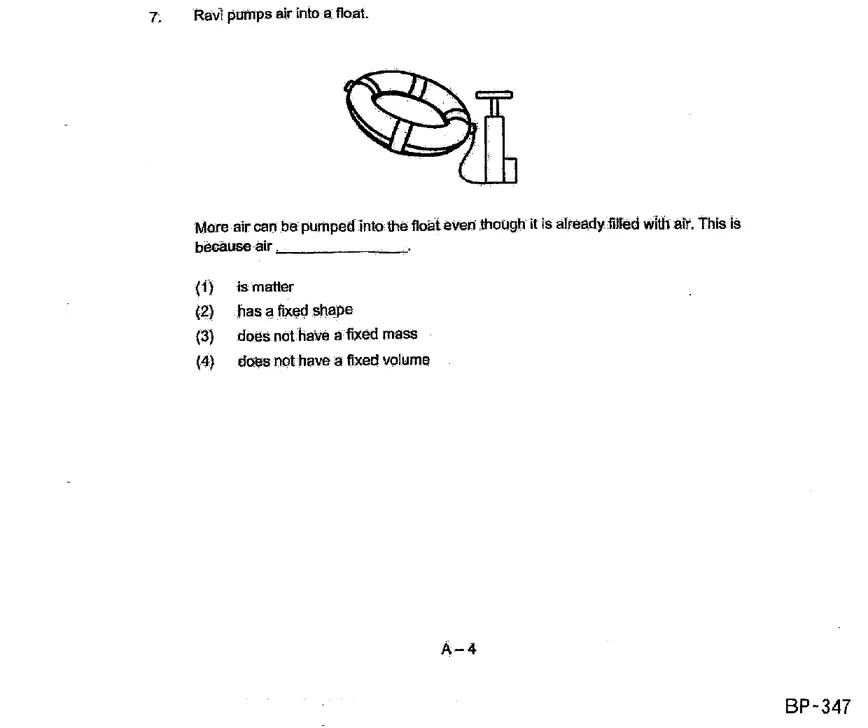 7. Ravi pumps air into a float.
More air can be pumped into the float even though it is already filled with air. This is
because air ________________.
(1) is matter
(2) has a fixed shape
(3) does not have a fixed mass
(4) does not have a fixed volume
A – 4
BP-347